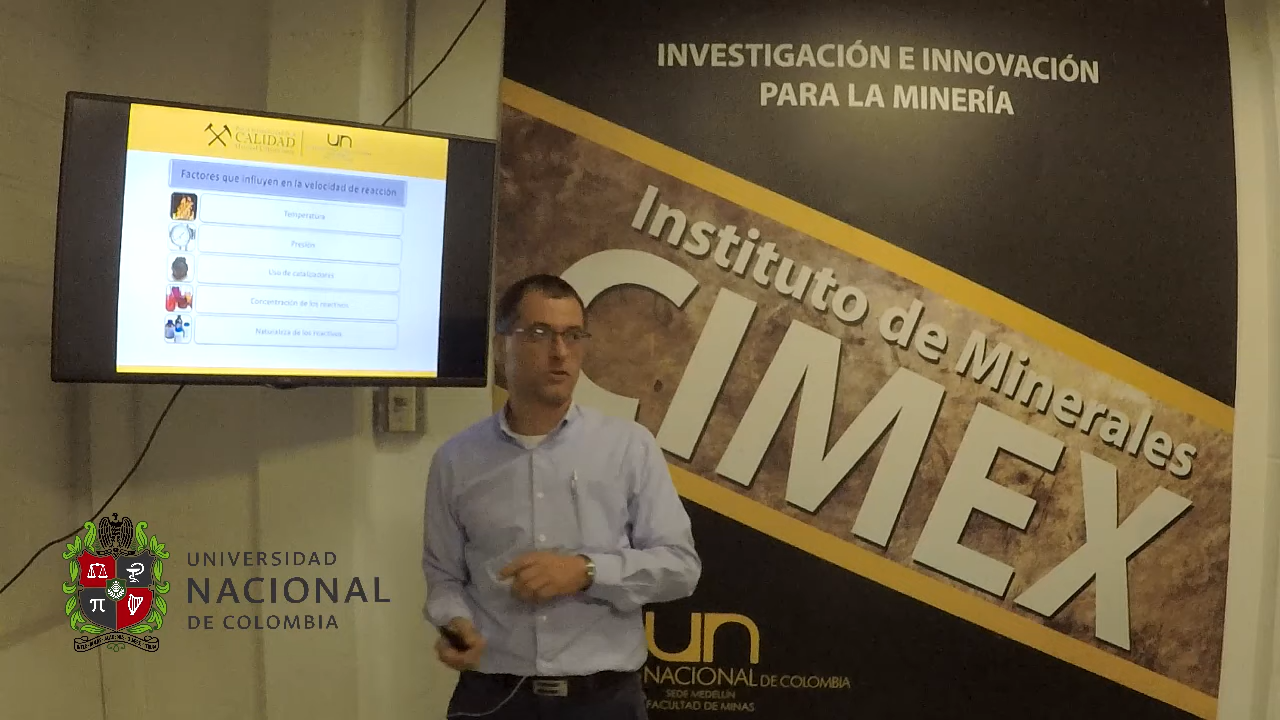 INVESTIGACIÓN E INNOVACIÓN
PARA LA MINERÍA
Instituto de Minerales
CIMEX
CALIDAD
un
Factores que influyen en la velocidad de reacción
Temperatura
Presión
Uso de catalizadores
Concentración de los reactivos
Naturaleza de los reactivos
UNIVERSIDAD
NACIONAL
DE COLOMBIA
un
NACIONAL DE COLOMBIA
SEDE MEDELLÍN
FACULTAD DE MINAS